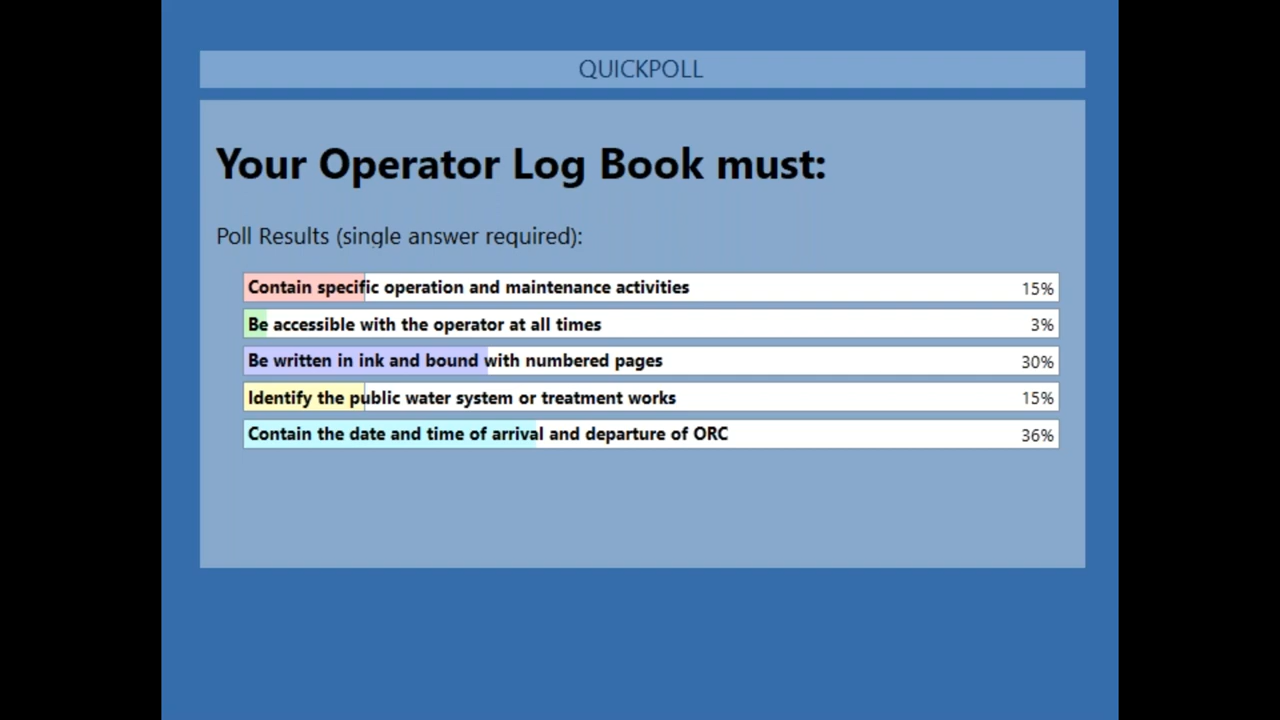 QUICKPOLL
Your Operator Log Book must:
Poll Results (single answer required):
Contain specific operation and maintenance activities 15%
Be accessible with the operator at all times 3%
Be written in ink and bound with numbered pages 30%
Identify the public water system or treatment works 15%
Contain the date and time of arrival and departure of ORC 36%